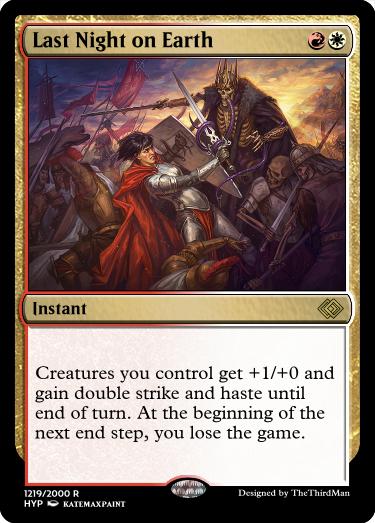 Last Night on Earth
Instant
Creatures you control get +1/+0 and
gain double strike and haste until
end of turn. At the beginning of the
next end step, you lose the game.
1219/2000 R
HYP KATEMAXPAINT
Designed by TheThirdMan